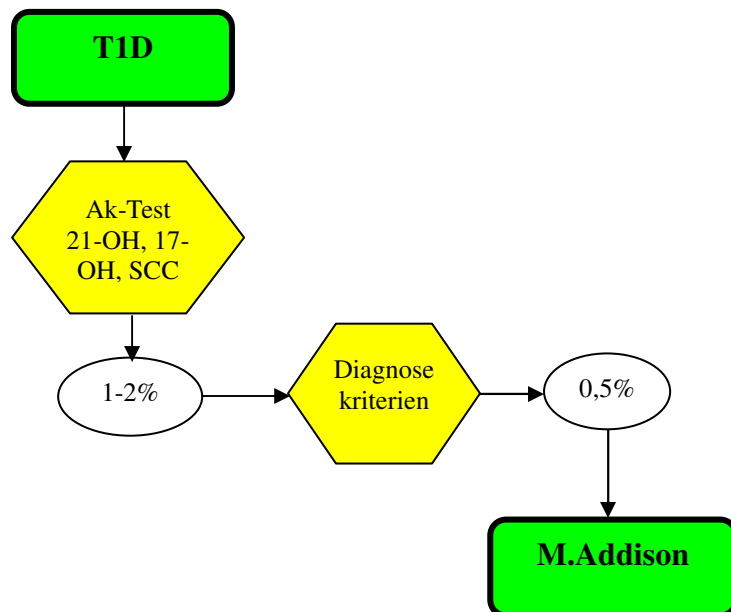 T1D
Ak-Test
21-OH, 17-
OH, SCC
1-2%
Diagnose
kriterien
0,5%
M.Addison